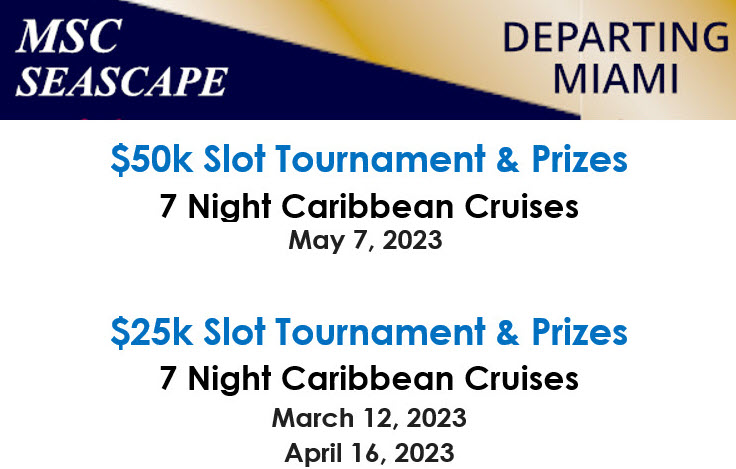 MSC
SEASCAPE
DEPARTING
MIAMI
$50k Slot Tournament & Prizes
7 Night Caribbean Cruises
May 7, 2023
$25k Slot Tournament & Prizes
7 Night Caribbean Cruises
March 12, 2023
April 16, 2023